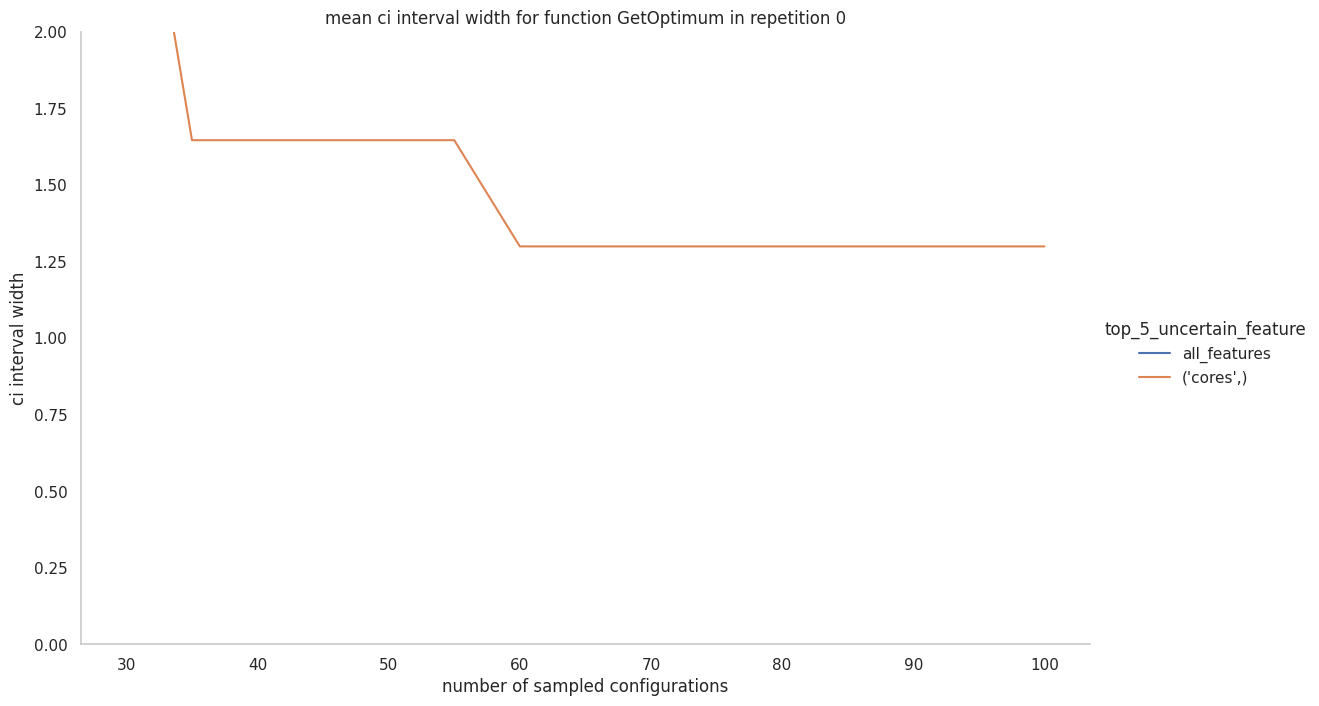 mean ci interval width for function GetOptimum in repetition 0
2.00
1.75
1.50
1.25
1.00
0.75
0.50
0.25
0.00
ci interval width
30 40 50 60 70 80 90 100
number of sampled configurations
top_5_uncertain_feature
all_features
('cores',)